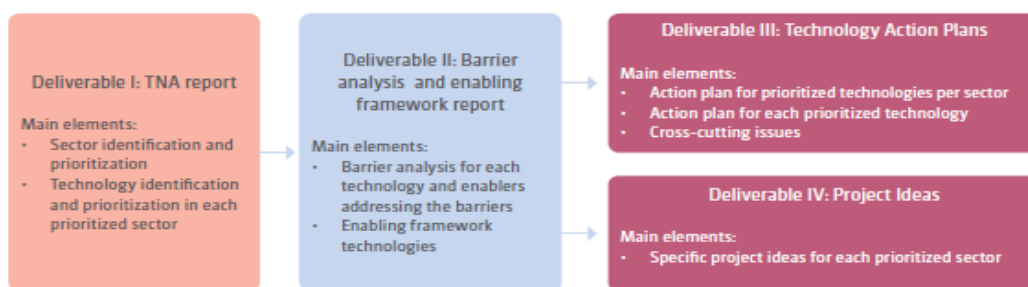 Deliverable I: TNA report
Main elements:
• Sector identification and
prioritization
• Technology identification
and prioritization in each
prioritized sector
Deliverable II: Barrier
analysis and enabling
framework report
Main elements:
• Barrier analysis for each
technology and enablers
addressing the barriers
• Enabling framework
technologies
Deliverable III: Technology Action Plans
Main elements:
• Action plan for prioritized technologies per sector
• Action plan for each prioritized technology
• Cross-cutting issues
Deliverable IV: Project Ideas
Main elements:
• Specific project ideas for each prioritized sector